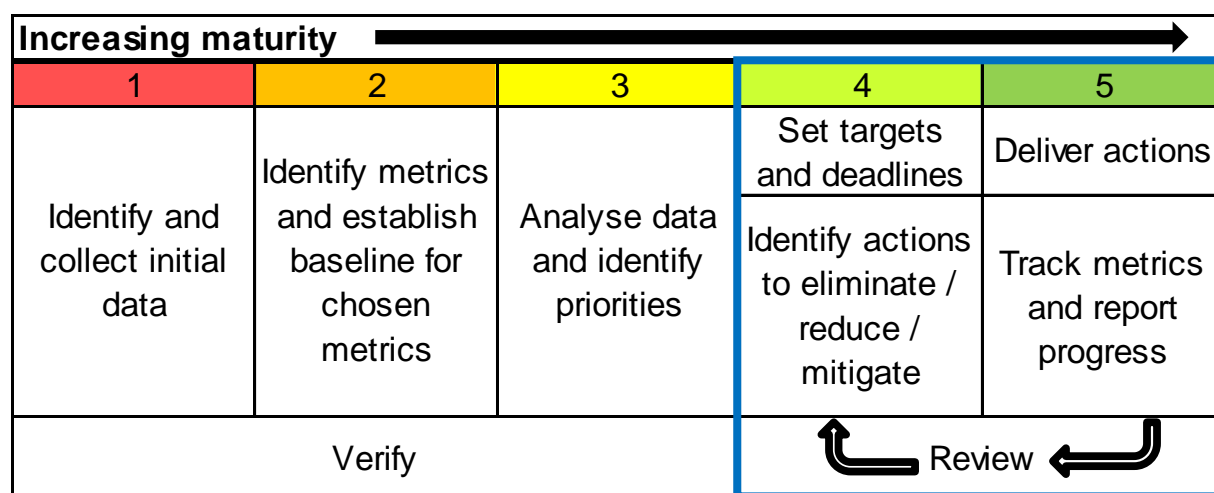 Increasing maturity
1
2
3
4
5
Identify and
collect initial
data
Identify metrics
and establish
baseline for
chosen
metrics
Analyse data
and identify
priorities
Set targets
and deadlines
Identify actions
to eliminate /
reduce /
mitigate
Deliver actions
Track metrics
and report
progress
Verify
Review